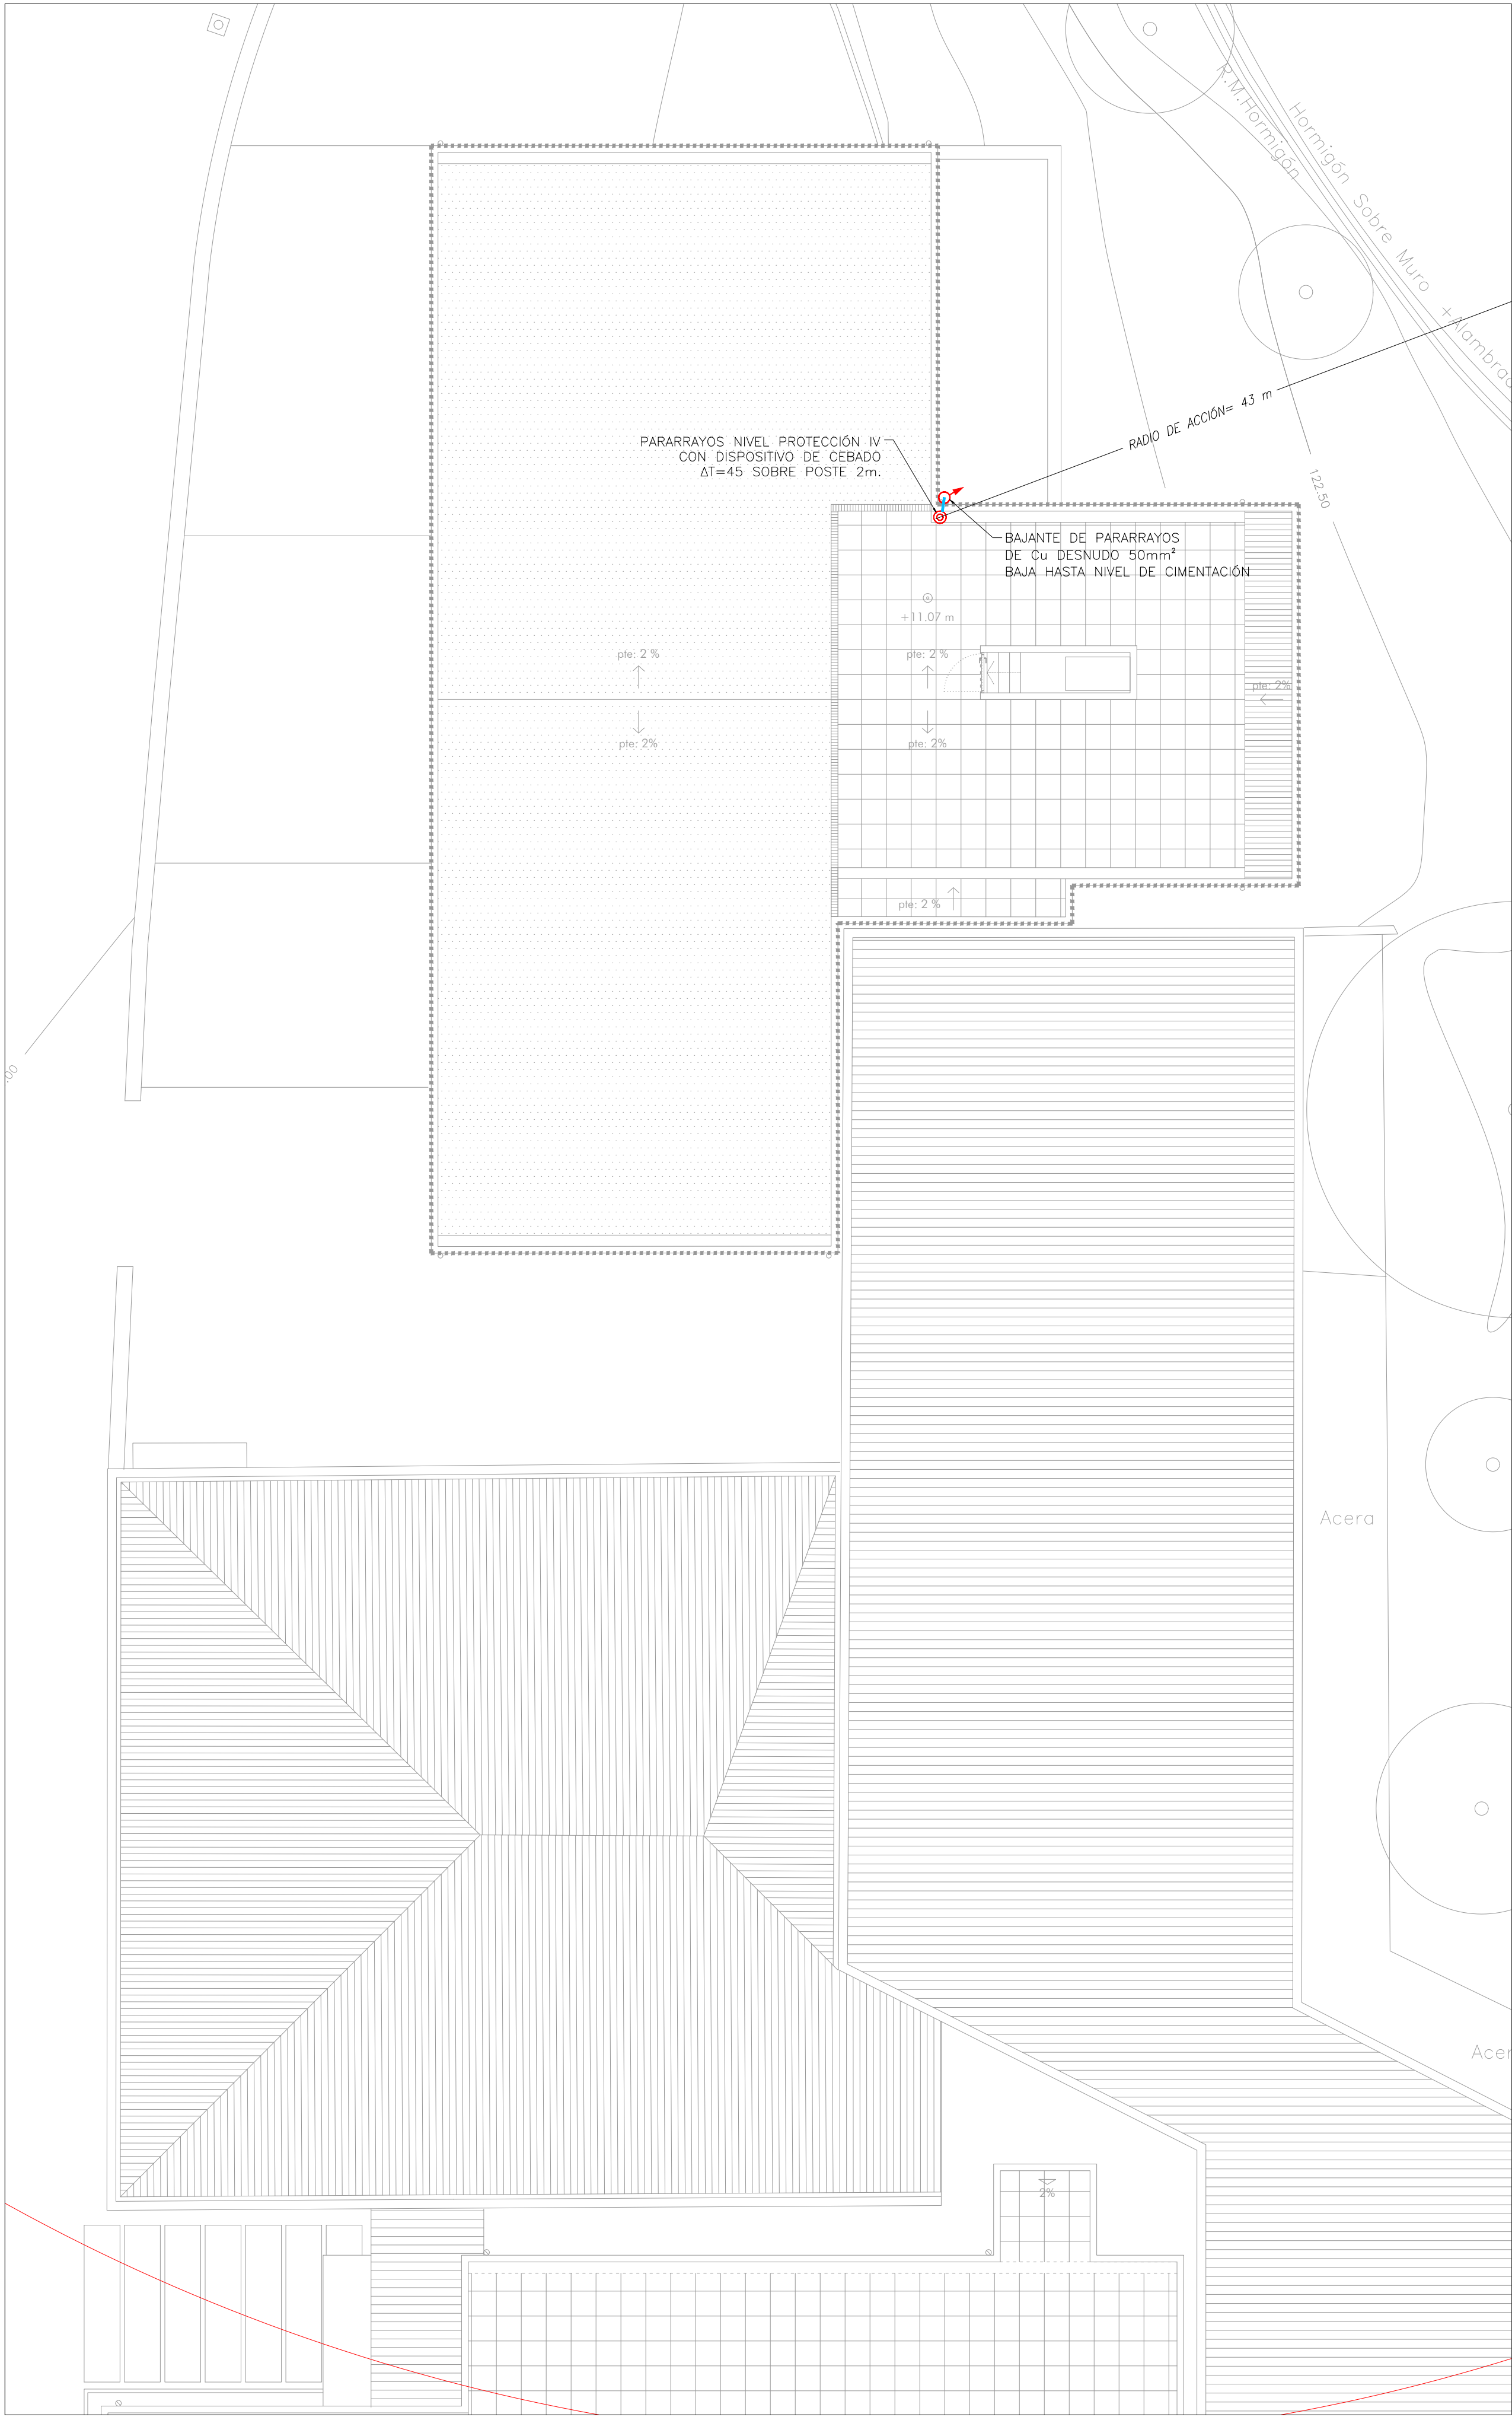 R.M.Hormigón
Hormigón Sobre Muro +Alambrad
RADIO DE ACCIÓN= 43 m
PARARRAYOS NIVEL PROTECCIÓN IV
CON DISPOSITIVO DE CEBADO
ΔT=45 SOBRE POSTE 2m.
122.50
BAJANTE DE PARARRAYOS
DE Cu DESNUDO 50mm²
BAJA HASTA NIVEL DE CIMENTACIÓN
+11.07 m
pte: 2 %
pte: 2 %
m
pte: 2%
pte: 2%
pte: 2%
pte: 2 %
.00
Acera
Acer
2%